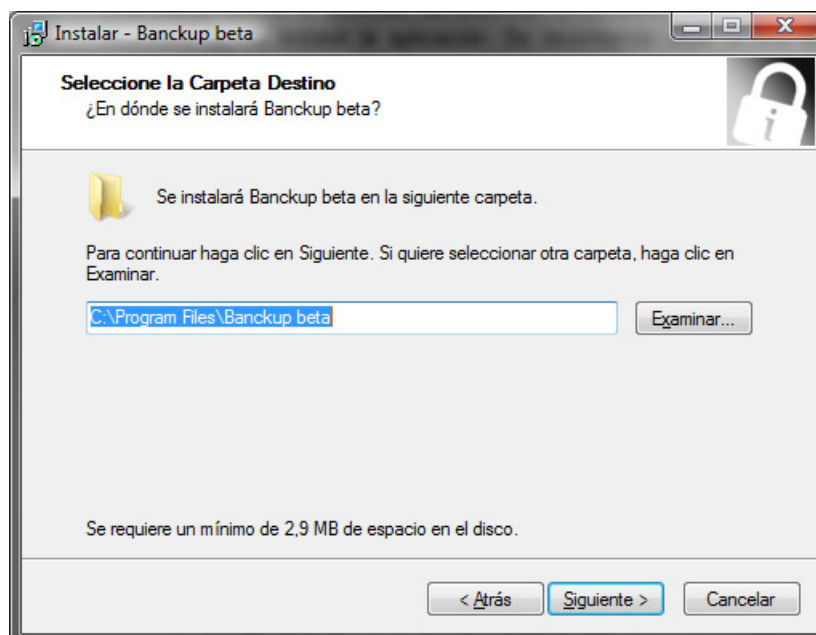 Instalar - Banckup beta
Seleccione la Carpeta Destino
¿En dónde se instalará Banckup beta?
Se instalará Banckup beta en la siguiente carpeta.
Para continuar haga clic en Siguiente. Si quiere seleccionar otra carpeta, haga clic en
Examinar.
C:\Program Files\Banckup beta
Examinar...
Se requiere un mínimo de 2,9 MB de espacio en el disco.
< Atrás
Siguiente >
Cancelar